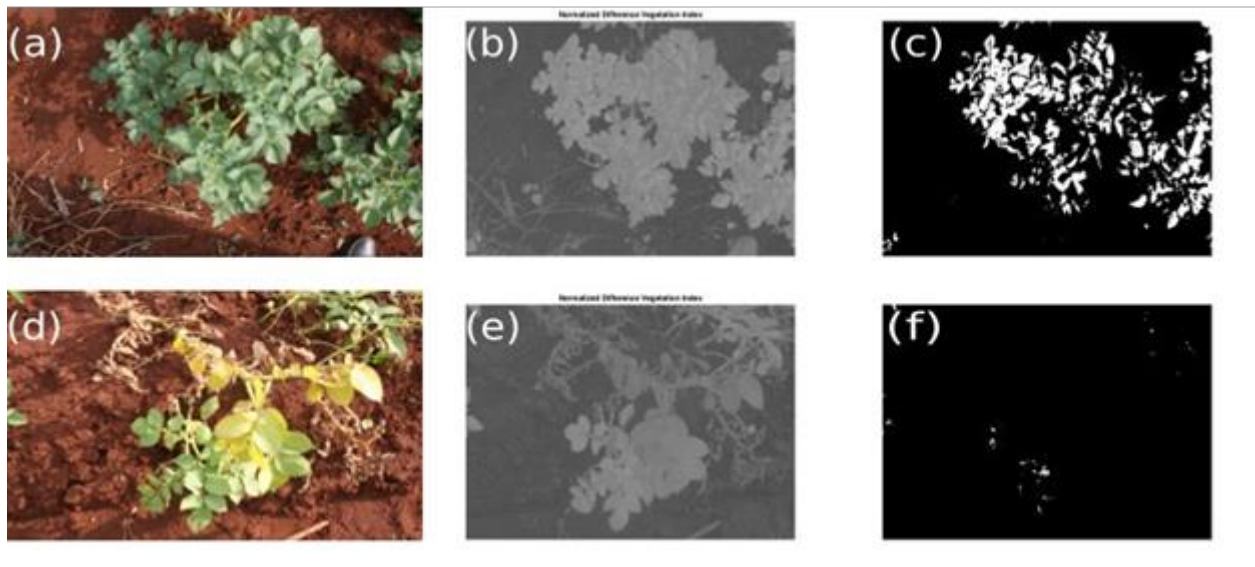 Normalized Difference Vegetation Index
(a)
(b)
(c)
Normalized Difference Vegetation Index
(d)
(e)
(f)